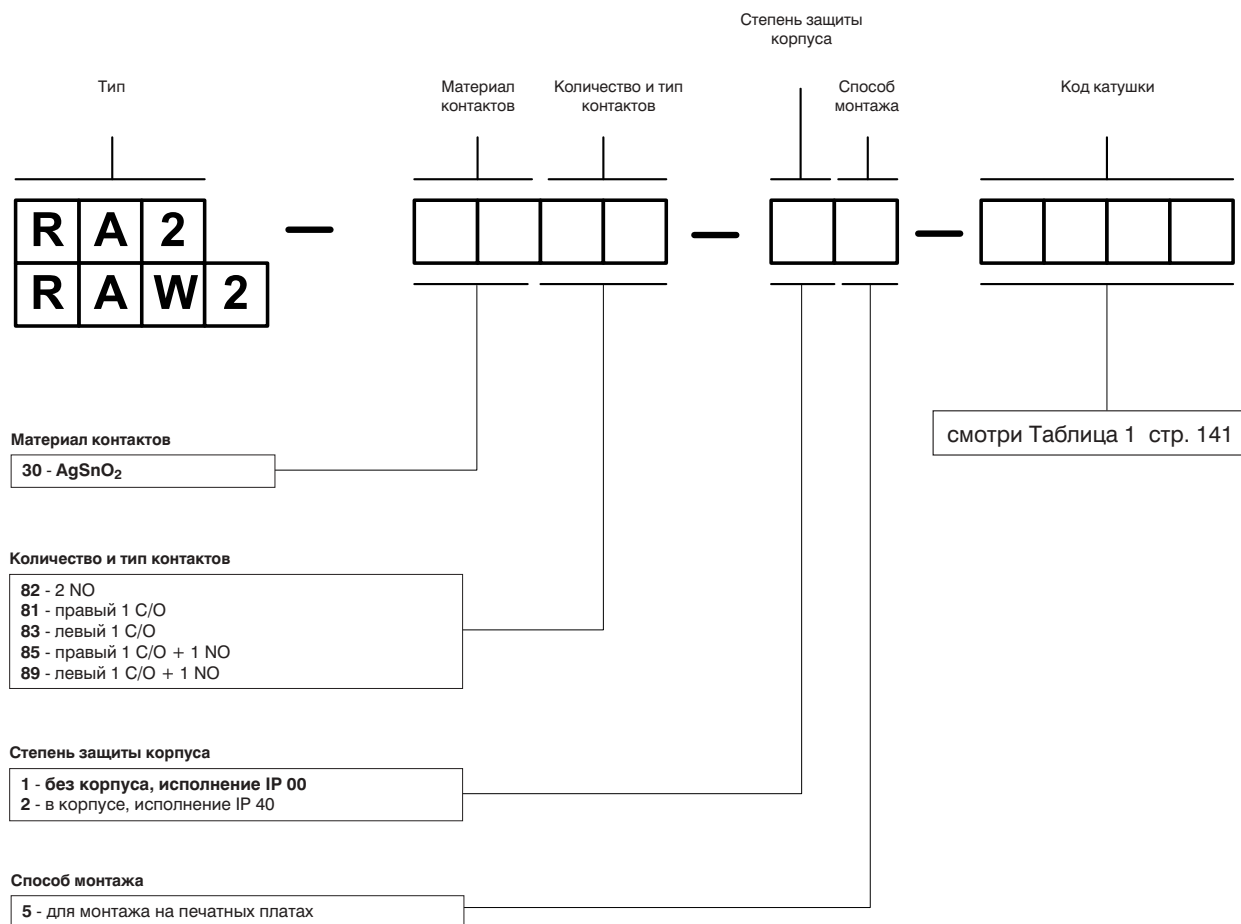 Степень защиты
корпуса
Тип
Материал
контактов
Количество и тип
контактов
Способ
монтажа
Код катушки
R A 2 — — —
R A W 2
смотри Таблица 1 стр. 141
Материал контактов
30 - AgSnO2
Количество и тип контактов
82 - 2 NO
81 - правый 1 C/O
83 - левый 1 C/O
85 - правый 1 C/O + 1 NO
89 - левый 1 C/O + 1 NO
Степень защиты корпуса
1 - без корпуса, исполнение IP 00
2 - в корпусе, исполнение IP 40
Способ монтажа
5 - для монтажа на печатных платах